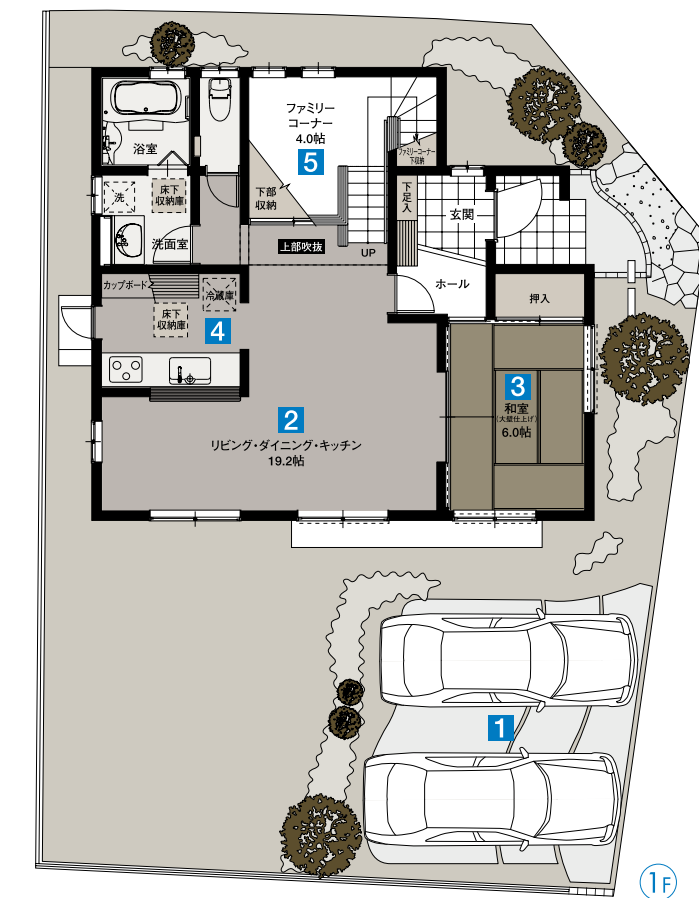 ファミリー
コーナー
4.0帖
5
浴室
ファミリーコーナー
下収納
下部
収納
下足入
玄関
洗
床下
収納庫
洗面室
上部吹抜
UP
ホール
カップボード
冷蔵庫
床下
収納庫
4
押入
3
和室
(大壁仕上げ)
6.0帖
2
リビング・ダイニング・キッチン
19.2帖
1
1F